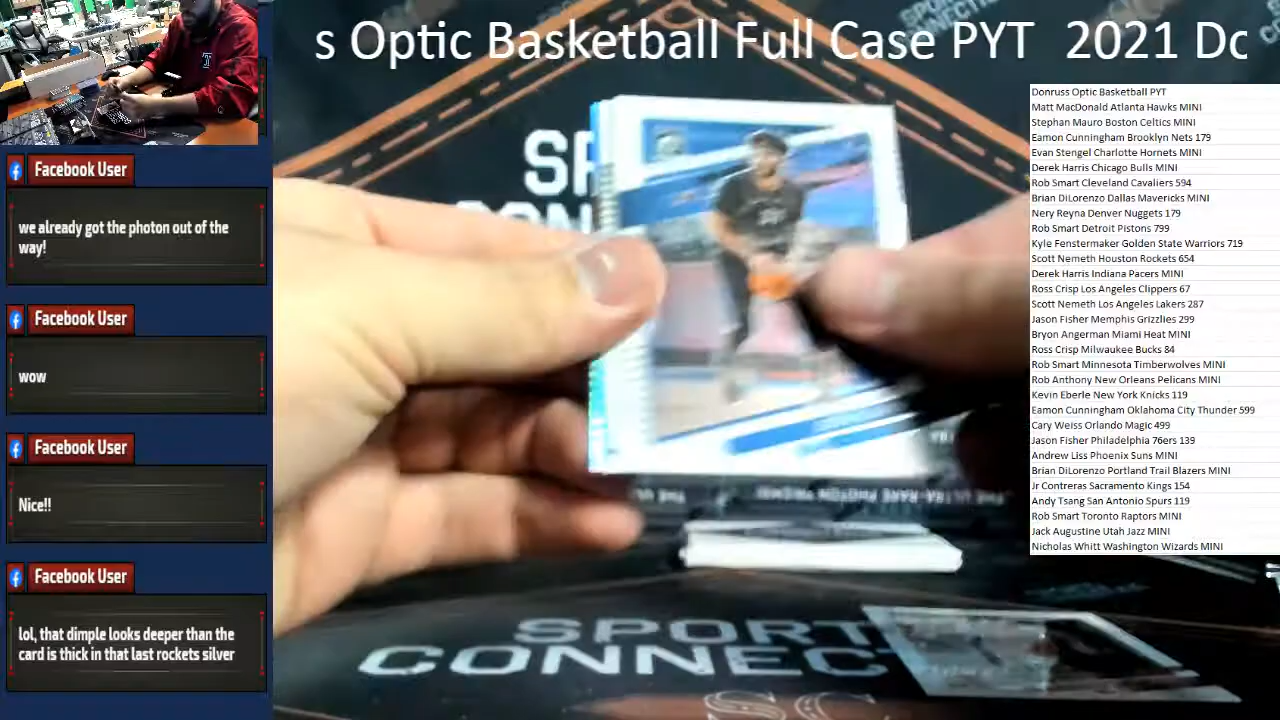 s Optic Basketball Full Case PYT 2021 Dc
Facebook User
we already got the photon out of the
way!
Facebook User
wow
Facebook User
Nice!!
Facebook User
lol, that dimple looks deeper than the
card is thick in that last rockets silver
Donruss Optic Basketball PYT
Matt MacDonald Atlanta Hawks MINI
Stephan Mauro Boston Celtics MINI
Eamon Cunningham Brooklyn Nets 179
Evan Stengel Charlotte Hornets MINI
Derek Harris Chicago Bulls MINI
Rob Smart Cleveland Cavaliers 594
Brian DiLorenzo Dallas Mavericks MINI
Nery Reyna Denver Nuggets 179
Rob Smart Detroit Pistons 799
Kyle Fenstermaker Golden State Warriors 719
Scott Nemeth Houston Rockets 654
Derek Harris Indiana Pacers MINI
Ross Crisp Los Angeles Clippers 67
Scott Nemeth Los Angeles Lakers 287
Jason Fisher Memphis Grizzlies 299
Bryon Angerman Miami Heat MINI
Ross Crisp Milwaukee Bucks 84
Rob Smart Minnesota Timberwolves MINI
Rob Anthony New Orleans Pelicans MINI
Kevin Eberle New York Knicks 119
Eamon Cunningham Oklahoma City Thunder 599
Cary Weiss Orlando Magic 499
Jason Fisher Philadelphia 76ers 139
Andrew Liss Phoenix Suns MINI
Brian DiLorenzo Portland Trail Blazers MINI
Jr Contreras Sacramento Kings 154
Andy Tsang San Antonio Spurs 119
Rob Smart Toronto Raptors MINI
Jack Augustine Utah Jazz MINI
Nicholas Whitt Washington Wizards MINI
SPORT
CONNEC
SC